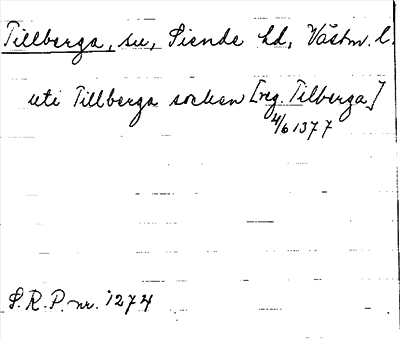 Tillberga, sn, Siende hd, Västm. l.
uti Tillberga socken [reg. Tilberga]
4/6 1377
S.R.P. nr. 1274